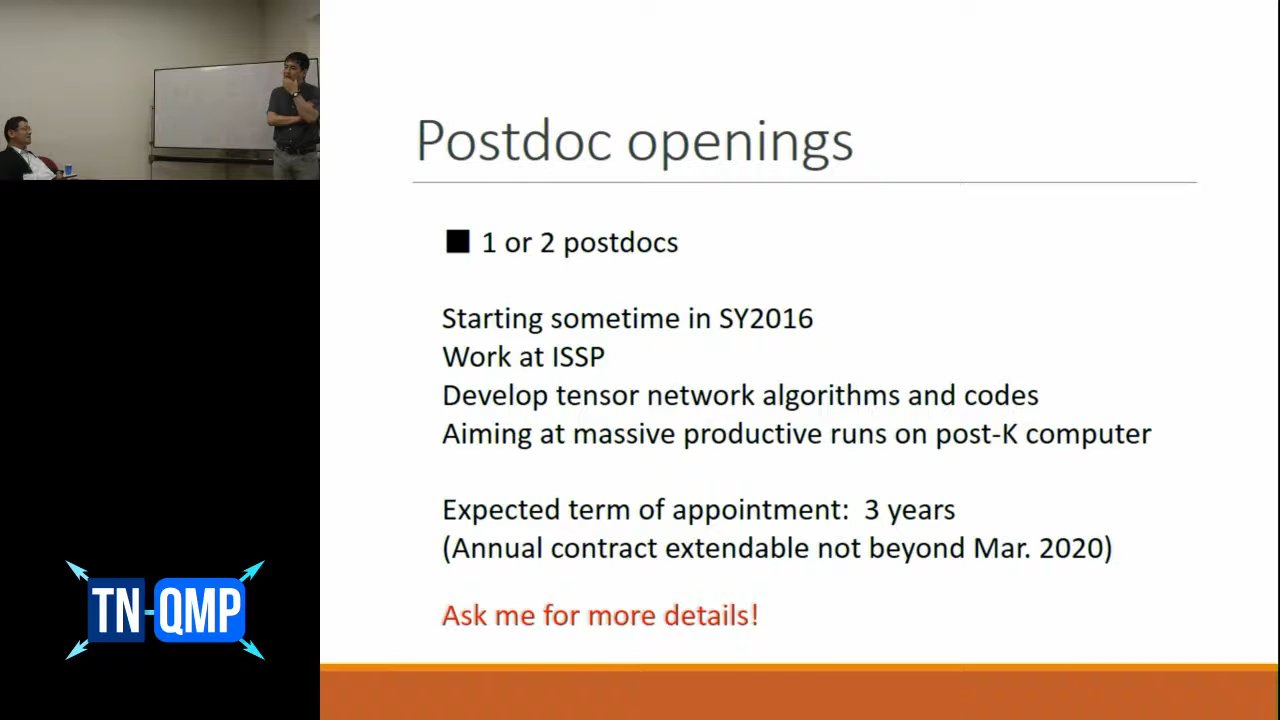 Postdoc openings
■ 1 or 2 postdocs
Starting sometime in SY2016
Work at ISSP
Develop tensor network algorithms and codes
Aiming at massive productive runs on post-K computer
Expected term of appointment:  3 years
(Annual contract extendable not beyond Mar. 2020)
Ask me for more details!
TN-QMP